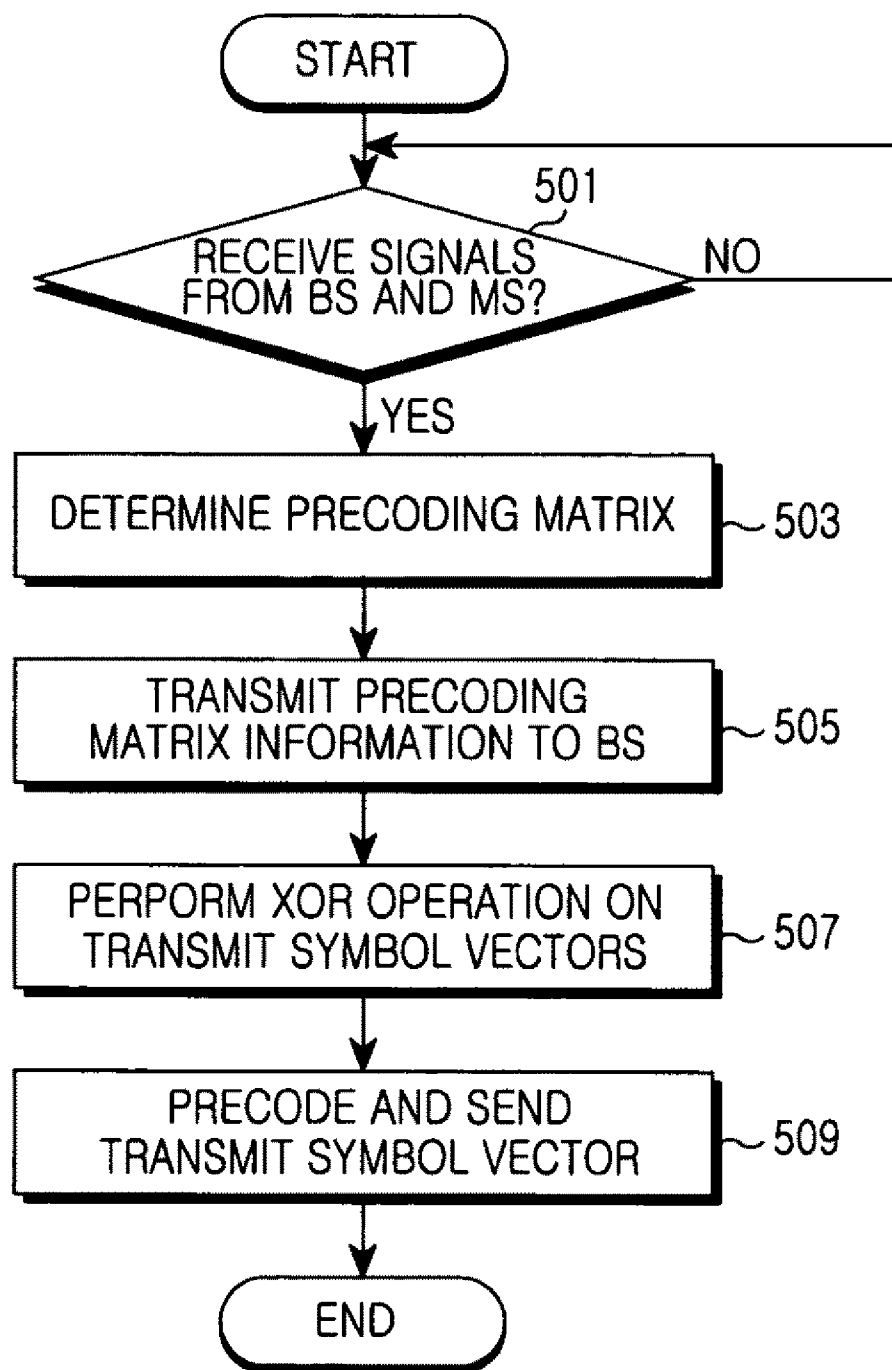 START
501
RECEIVE SIGNALS
FROM BS AND MS?
NO
YES
DETERMINE PRECODING MATRIX
503
TRANSMIT PRECODING
MATRIX INFORMATION TO BS
505
PERPORM XOR OPERATION ON
TRANSMIT SYMBOL VECTORS
507
PRECODE AND SEND
TRANSMIT SYMBOL VECTOR
509
END